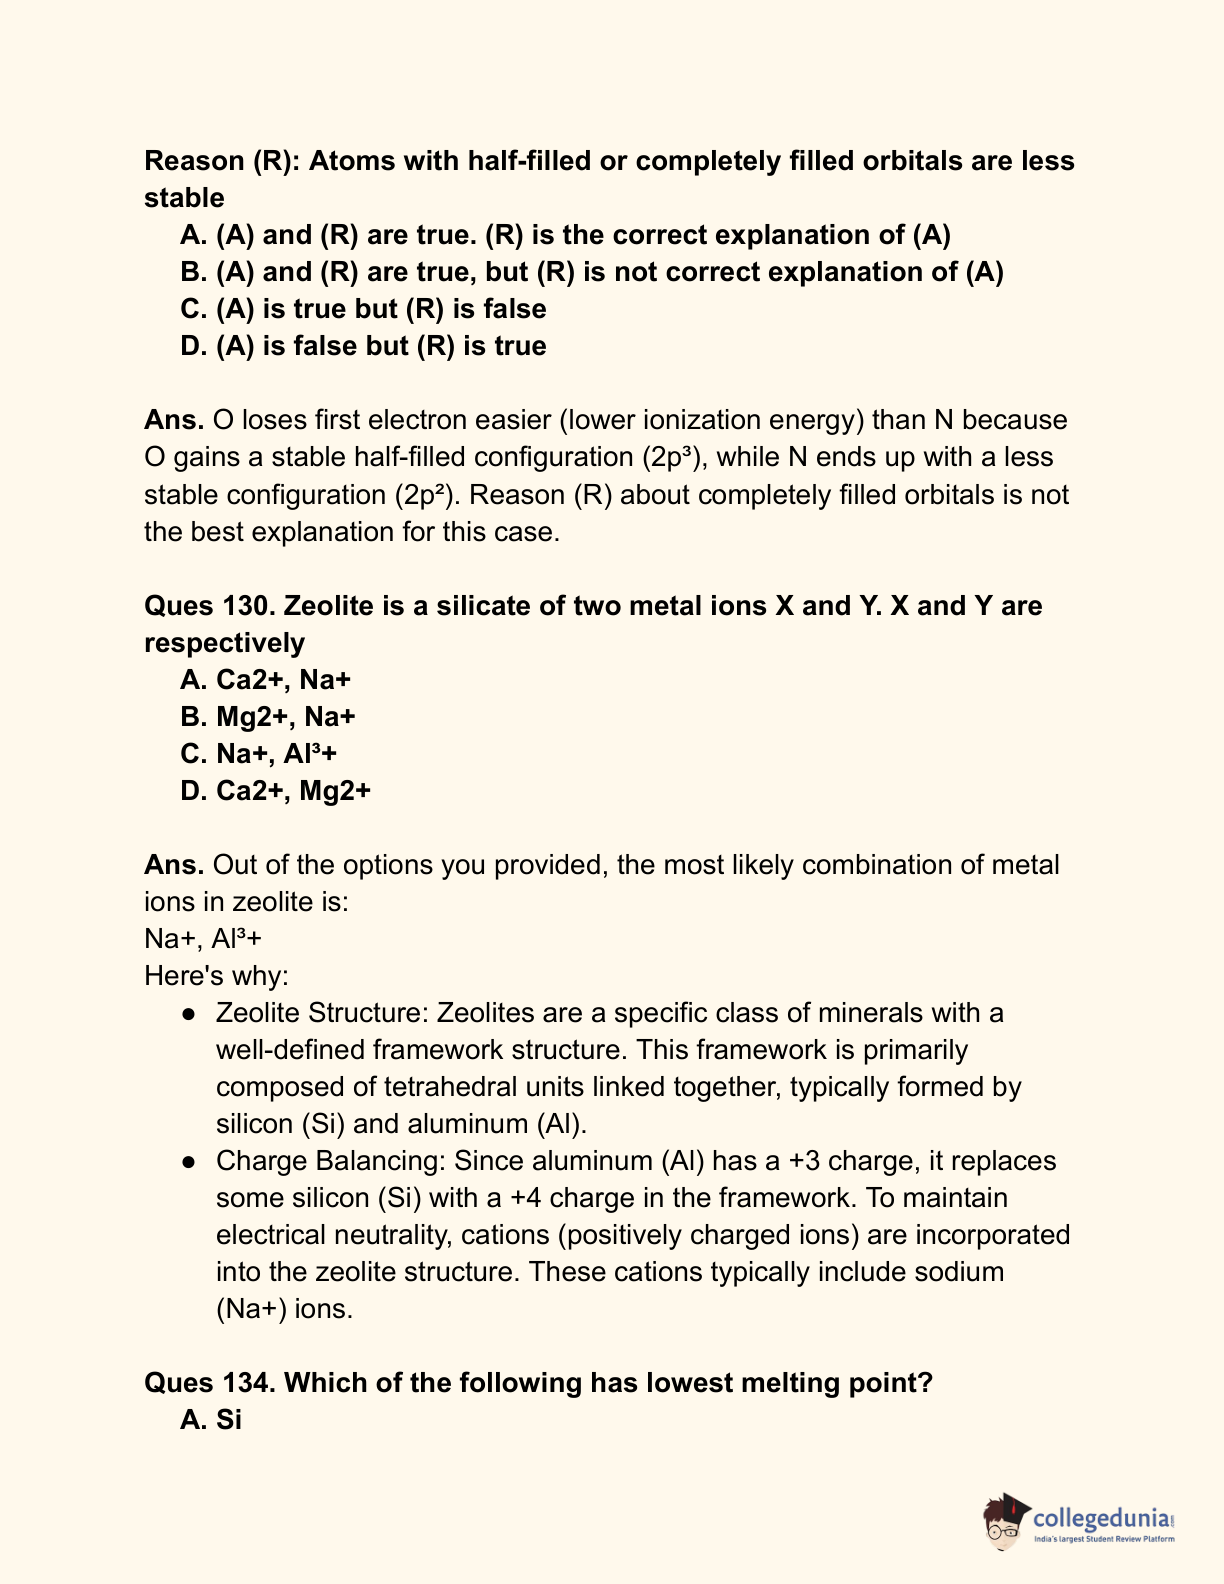 Reason (R): Atoms with half-filled or completely filled orbitals are less
stable
A. (A) and (R) are true. (R) is the correct explanation of (A)
B. (A) and (R) are true, but (R) is not correct explanation of (A)
C. (A) is true but (R) is false
D. (A) is false but (R) is true
Ans. O loses first electron easier (lower ionization energy) than N because
O gains a stable half-filled configuration (2p³), while N ends up with a less
stable configuration (2p²). Reason (R) about completely filled orbitals is not
the best explanation for this case.
Ques 130. Zeolite is a silicate of two metal ions X and Y. X and Y are
respectively
A. Ca2+, Na+
B. Mg2+, Na+
C. Na+, Al³+
D. Ca2+, Mg2+
Ans. Out of the options you provided, the most likely combination of metal
ions in zeolite is:
Na+, Al³+
Here's why:
● Zeolite Structure: Zeolites are a specific class of minerals with a
well-defined framework structure. This framework is primarily
composed of tetrahedral units linked together, typically formed by
silicon (Si) and aluminum (Al).
● Charge Balancing: Since aluminum (Al) has a +3 charge, it replaces
some silicon (Si) with a +4 charge in the framework. To maintain
electrical neutrality, cations (positively charged ions) are incorporated
into the zeolite structure. These cations typically include sodium
(Na+) ions.
Ques 134. Which of the following has lowest melting point?
A. Si
collegedunia.com
India's largest Student Review Platform